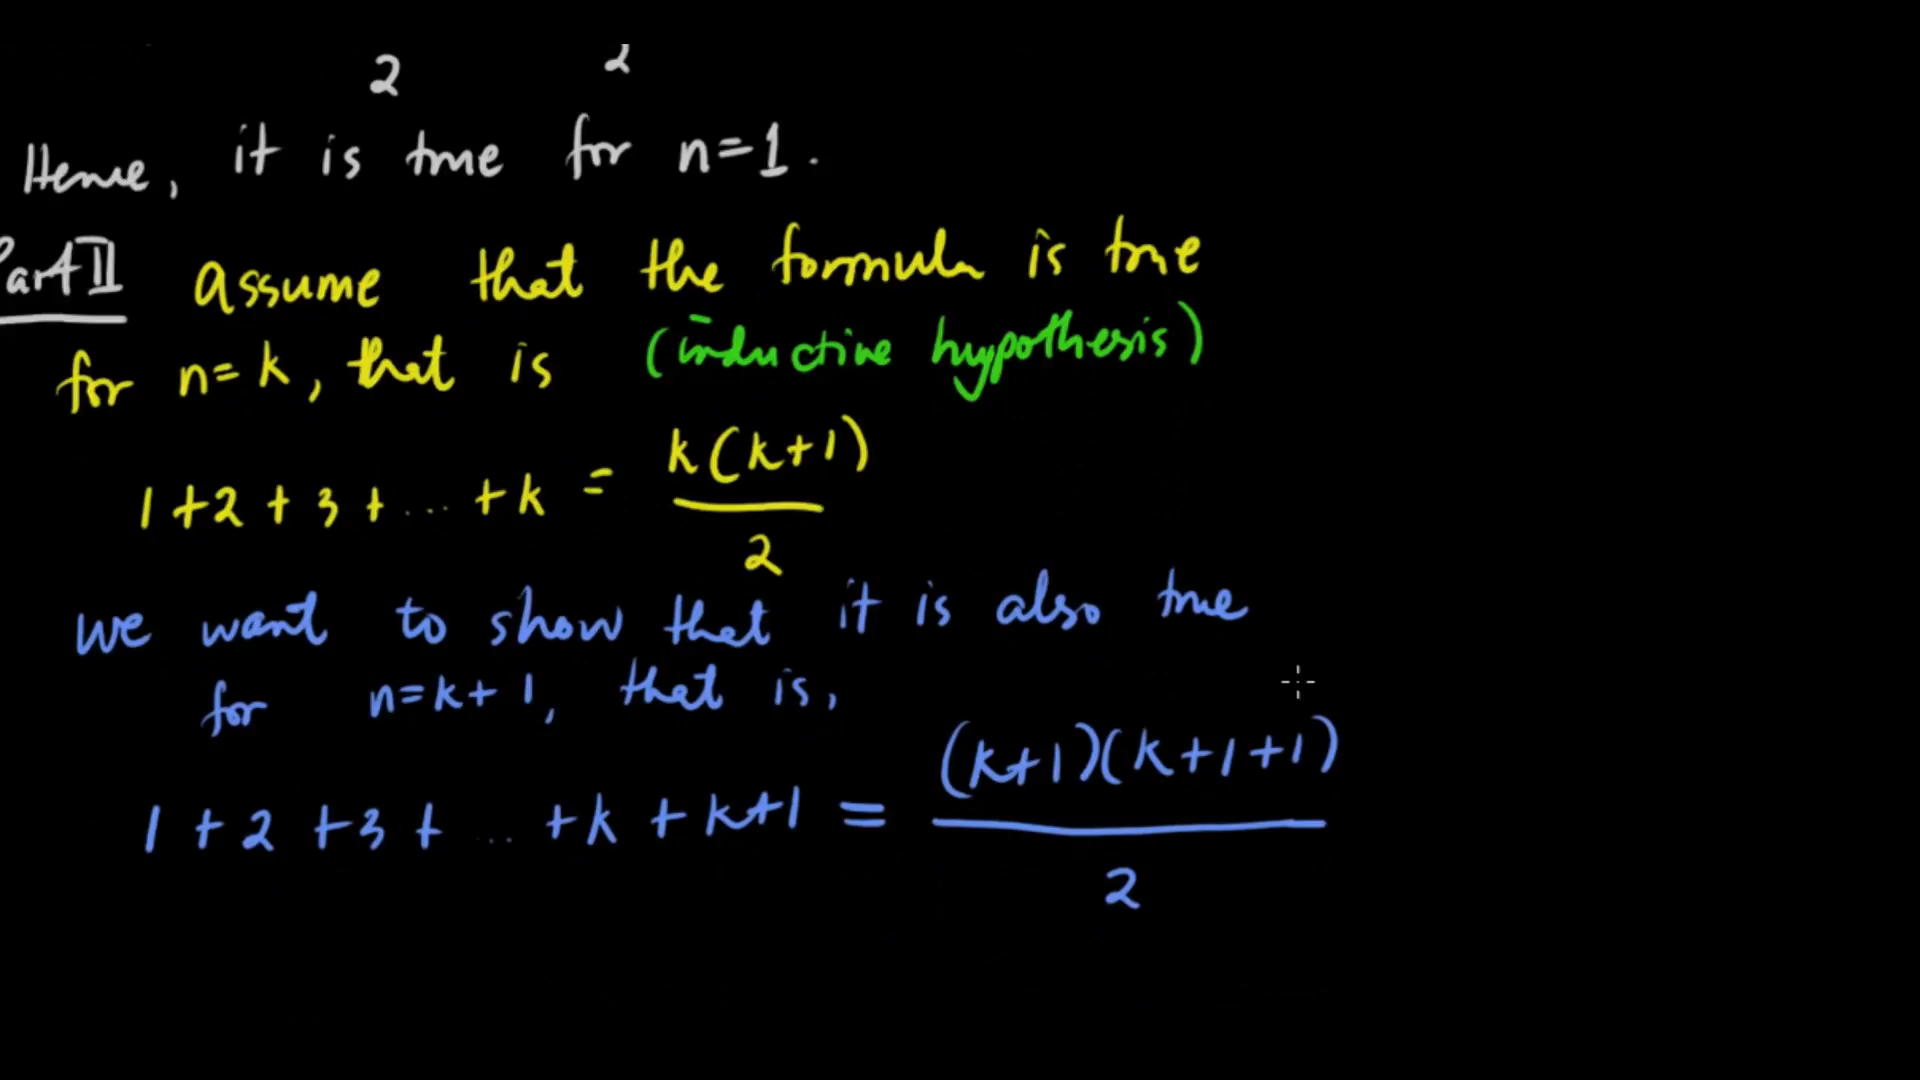 2 2
Hence, it is true for n=1.
Part II Assume that the formula is true
for n=k, that is (inductive hypothesis)
1+2+3+...+k = k(k+1)
2
we want to show that it is also true
for n=k+1, that is,
1+2+3+...+k+k+1 = (k+1)(k+1+1)
2